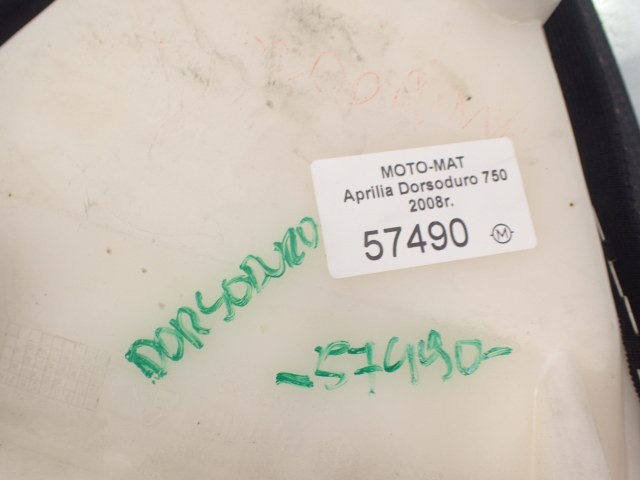 MOTO-MAT
Aprilia Dorsoduro 750
2008r.
57490 M
DORSODURO
-57490-